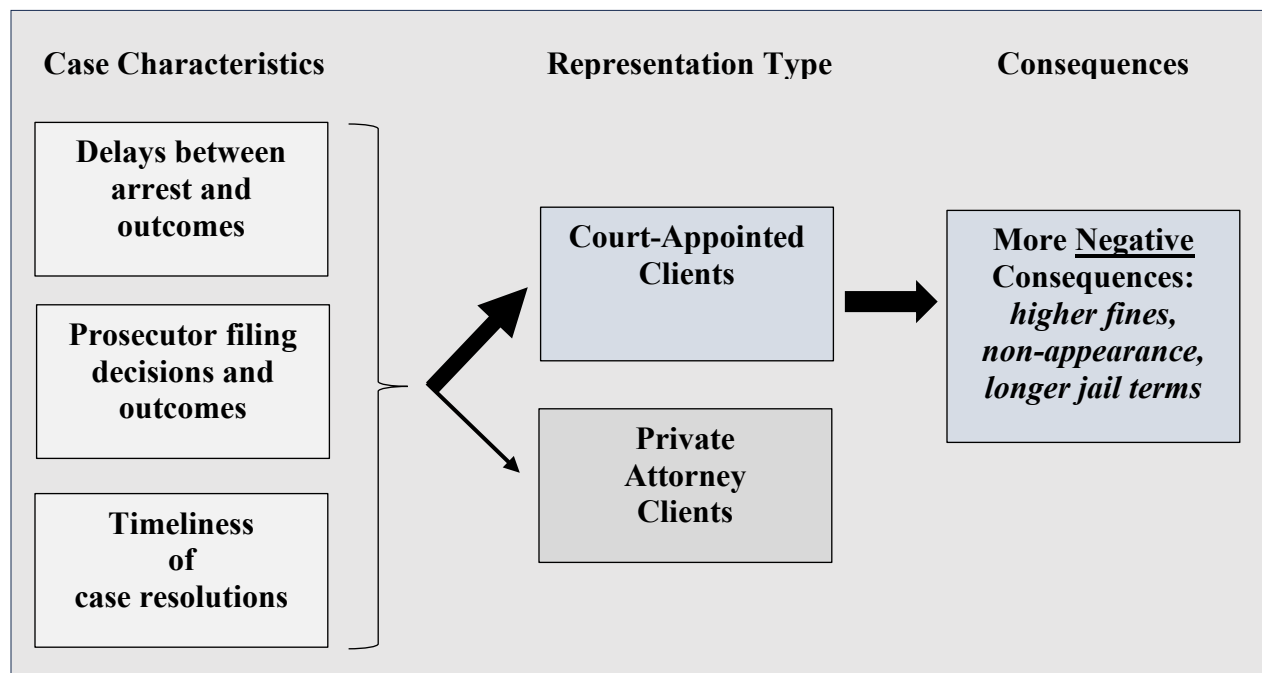 Case Characteristics
Representation Type
Consequences
Delays between
arrest and
outcomes
Prosecutor filing
decisions and
outcomes
Timeliness
of
case resolutions
Court-Appointed
Clients
Private
Attorney
Clients
More Negative
Consequences:
higher fines,
non-appearance,
longer jail terms